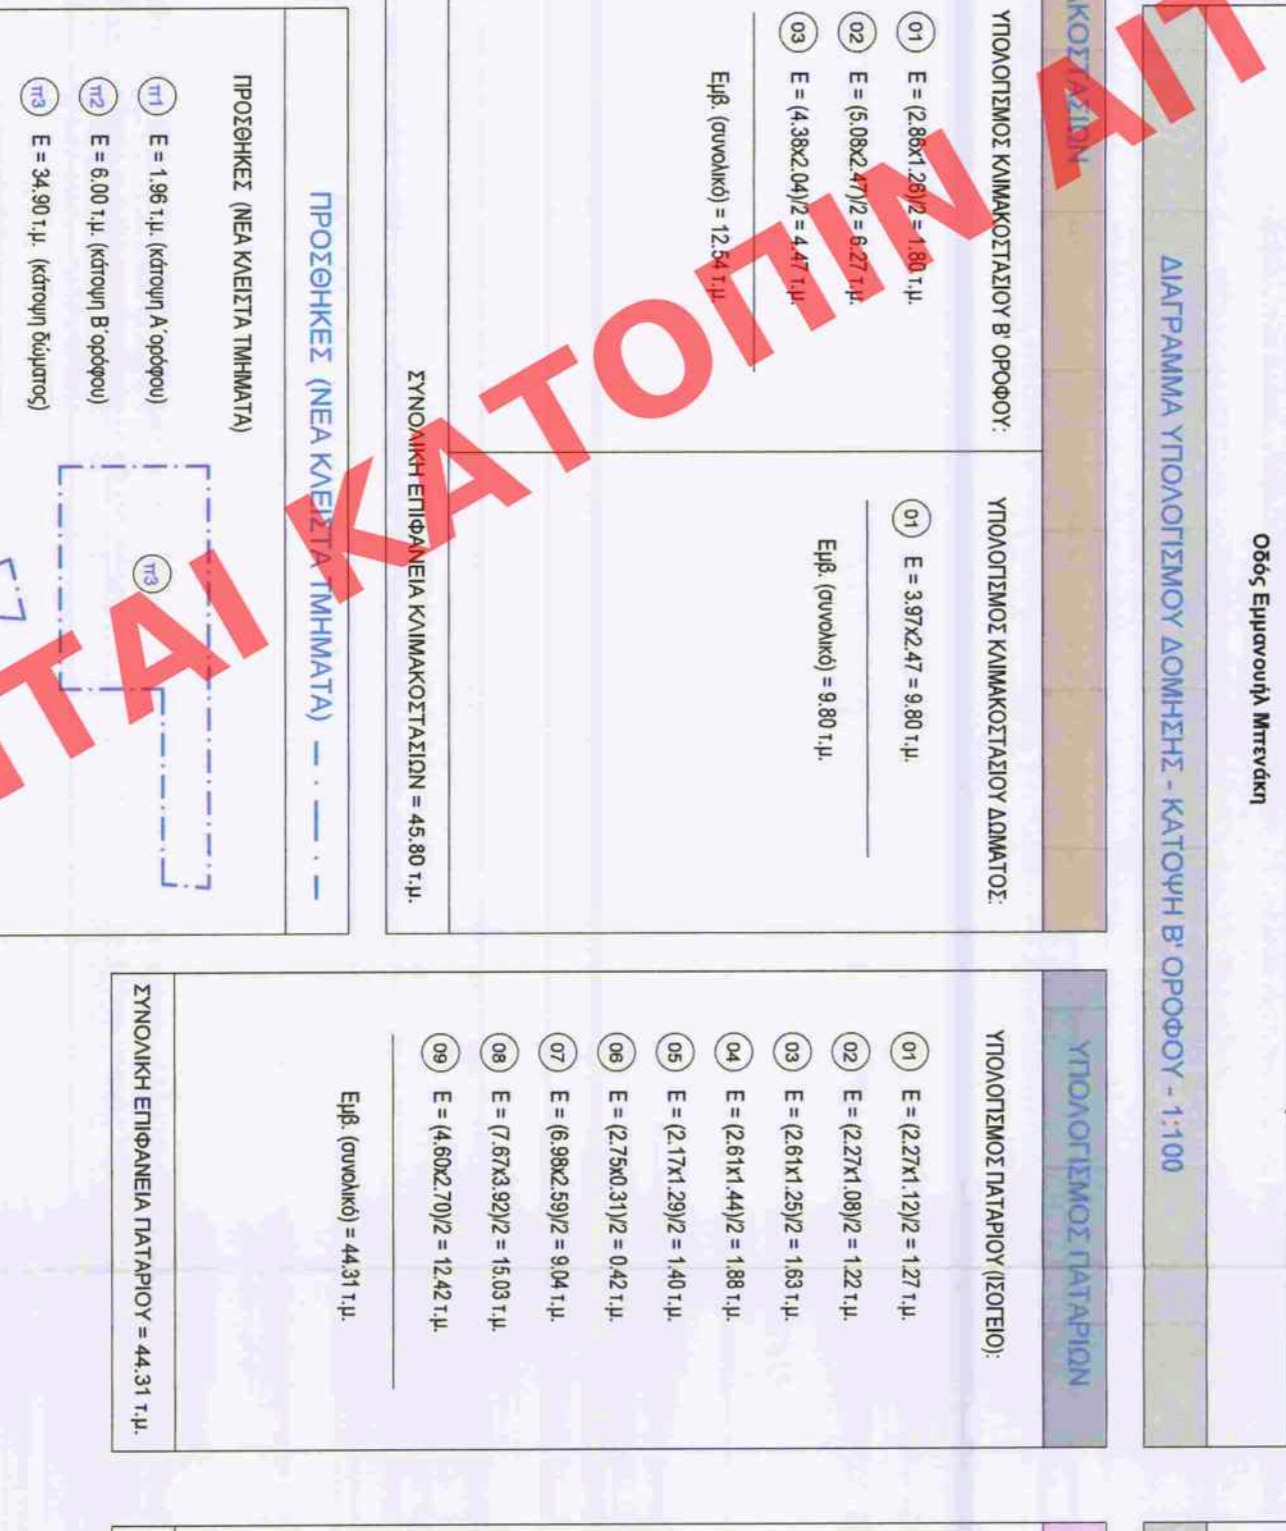 Οδός Εμμανουήλ Μπενάκη
ΔΙΑΓΡΑΜΜΑ ΥΠΟΛΟΓΙΣΜΟΥ ΔΟΜΗΣΗΣ - ΚΑΤΟΨΗ Β' ΟΡΟΦΟΥ - 1:100
ΑΚΟΣΤΑΣΙΩΝ
ΥΠΟΛΟΓΙΣΜΟΣ ΚΛΙΜΑΚΟΣΤΑΣΙΟΥ Β' ΟΡΟΦΟΥ:
01 Ε = (2.86x1.26)/2 = 1.80 τ.μ.
02 Ε = (5.08x2.47)/2 = 6.27 τ.μ.
03 Ε = (4.38x2.04)/2 = 4.47 τ.μ.
Εμβ. (συνολικό) = 12.54 τ.μ.
ΥΠΟΛΟΓΙΣΜΟΣ ΚΛΙΜΑΚΟΣΤΑΣΙΟΥ ΔΩΜΑΤΟΣ:
01 Ε = 3.97x2.47 = 9.80 τ.μ.
Εμβ. (συνολικό) = 9.80 τ.μ.
ΣΥΝΟΛΙΚΗ ΕΠΙΦΑΝΕΙΑ ΚΛΙΜΑΚΟΣΤΑΣΙΩΝ = 45.80 τ.μ.
ΥΠΟΛΟΓΙΣΜΟΣ ΠΑΤΑΡΙΩΝ
ΥΠΟΛΟΓΙΣΜΟΣ ΠΑΤΑΡΙΟΥ (ΙΣΟΓΕΙΟ):
01 Ε = (2.27x1.12)/2 = 1.27 τ.μ.
02 Ε = (2.27x1.08)/2 = 1.22 τ.μ.
03 Ε = (2.61x1.25)/2 = 1.63 τ.μ.
04 Ε = (2.61x1.44)/2 = 1.88 τ.μ.
05 Ε = (2.17x1.29)/2 = 1.40 τ.μ.
06 Ε = (2.75x0.31)/2 = 0.42 τ.μ.
07 Ε = (6.98x2.59)/2 = 9.04 τ.μ.
08 Ε = (7.67x3.92)/2 = 15.03 τ.μ.
09 Ε = (4.60x2.70)/2 = 12.42 τ.μ.
Εμβ. (συνολικό) = 44.31 τ.μ.
ΣΥΝΟΛΙΚΗ ΕΠΙΦΑΝΕΙΑ ΠΑΤΑΡΙΟΥ = 44.31 τ.μ.
ΠΡΟΣΘΗΚΕΣ (ΝΕΑ ΚΛΕΙΣΤΑ ΤΜΗΜΑΤΑ)
ΠΡΟΣΘΗΚΕΣ (ΝΕΑ ΚΛΕΙΣΤΑ ΤΜΗΜΑΤΑ)
π1 Ε = 1.96 τ.μ. (κάτοψη Α΄ορόφου)
π2 Ε = 6.00 τ.μ. (κάτοψη Β΄ορόφου)
π3 Ε = 34.90 τ.μ. (κάτοψη δώματος)
π3
ΤΑΙ ΚΑΤΟΠΙΝ ΑΙΤ